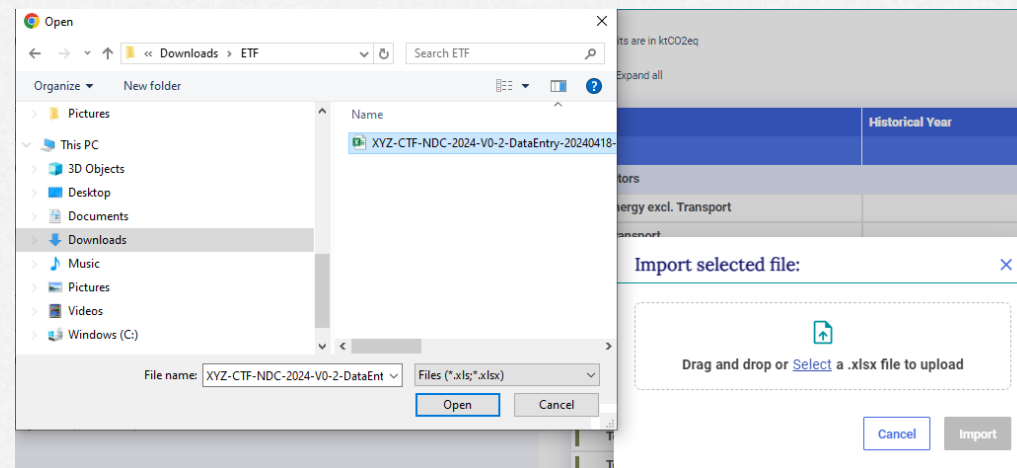 Open
« Downloads › ETF
Search ETF
Organize
New folder
Pictures
This PC
3D Objects
Desktop
Documents
Downloads
Music
Pictures
Videos
Windows (C:)
Name
XYZ-CTF-NDC-2024-V0-2-DataEntry-20240418-
File name:
XYZ-CTF-NDC-2024-V0-2-DataEnt
Files (*.xls;*.xlsx)
Open
Cancel
its are in ktCO2eq
Expand all
Historical Year
tors
nergy excl. Transport
ansport
Import selected file:
Drag and drop or Select a .xlsx file to upload
Cancel
Import